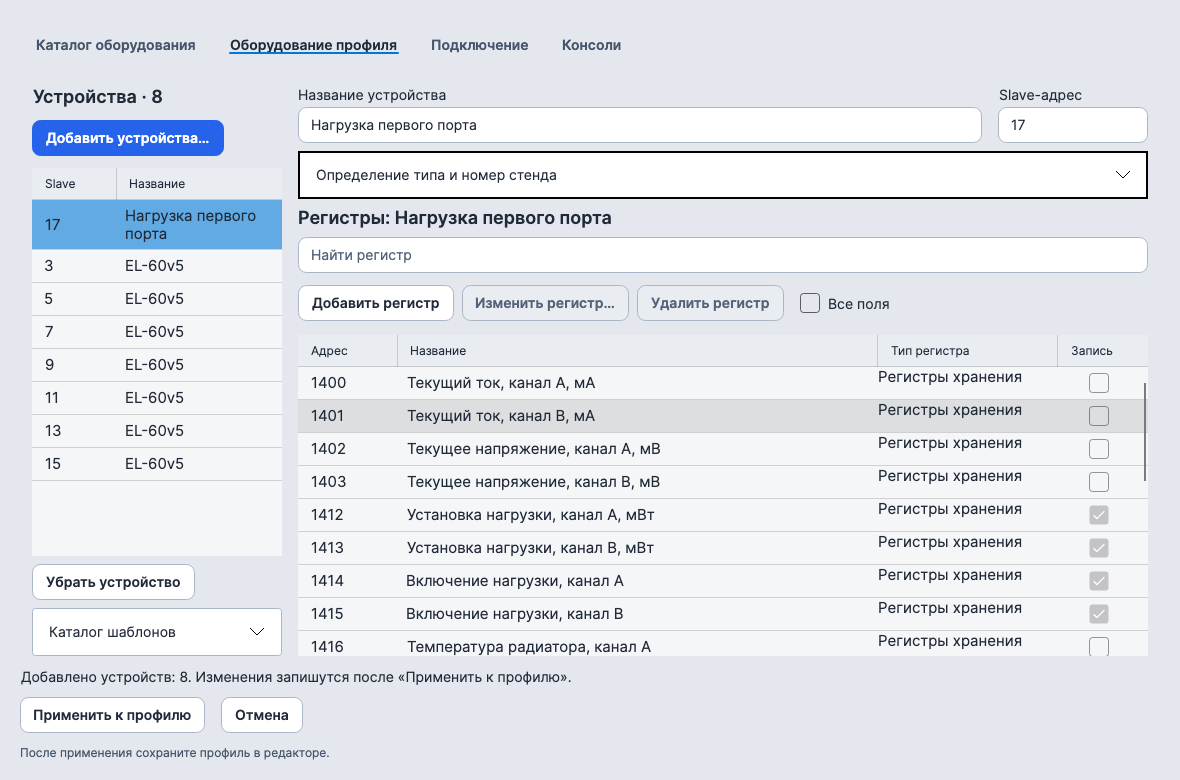 Каталог оборудования
Оборудование профиля
Подключение
Консоли
Устройства · 8
Добавить устройства...
Slave
Название
17
Нагрузка первого
порта
3
EL-60v5
5
EL-60v5
7
EL-60v5
9
EL-60v5
11
EL-60v5
13
EL-60v5
15
EL-60v5
Убрать устройство
Каталог шаблонов
Название устройства
Slave-адрес
Нагрузка первого порта
17
Определение типа и номер стенда
Регистры: Нагрузка первого порта
Найти регистр
Добавить регистр
Изменить регистр...
Удалить регистр
Все поля
Адрес
Название
Тип регистра
Запись
1400
Текущий ток, канал A, мА
Регистры хранения
1401
Текущий ток, канал B, мА
Регистры хранения
1402
Текущее напряжение, канал A, мВ
Регистры хранения
1403
Текущее напряжение, канал B, мВ
Регистры хранения
1412
Установка нагрузки, канал A, мВт
Регистры хранения
1413
Установка нагрузки, канал B, мВт
Регистры хранения
1414
Включение нагрузки, канал A
Регистры хранения
1415
Включение нагрузки, канал B
Регистры хранения
1416
Температура радиатора, канал A
Регистры хранения
Добавлено устройств: 8. Изменения запишутся после «Применить к профилю».
Применить к профилю
Отмена
После применения сохраните профиль в редакторе.